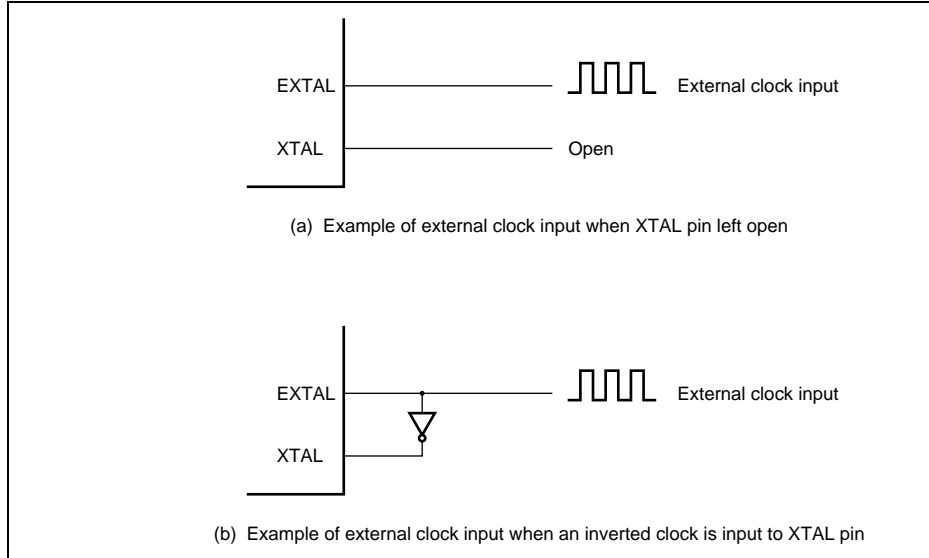 EXTAL
External clock input
XTAL
Open
(a) Example of external clock input when XTAL pin left open
EXTAL
External clock input
XTAL
(b) Example of external clock input when an inverted clock is input to XTAL pin